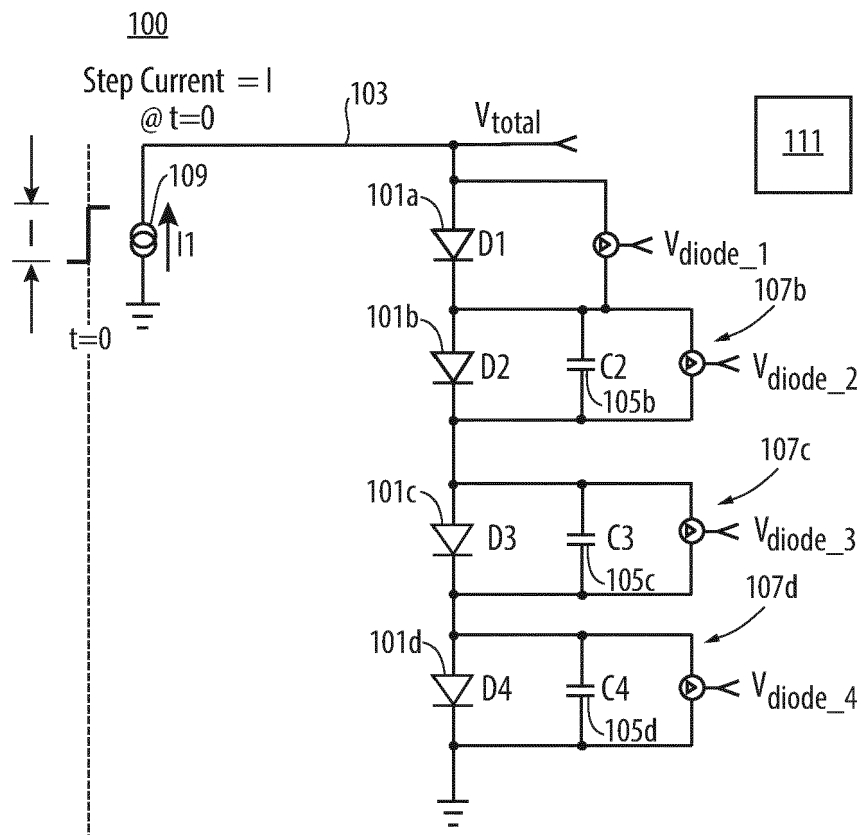 100
Step Current = I
@ t=0
103
V_total
111
109
I1
I
t=0
101a
D1
V_diode_1
107b
101b
D2
C2
105b
V_diode_2
107c
101c
D3
C3
105c
V_diode_3
107d
101d
D4
C4
105d
V_diode_4